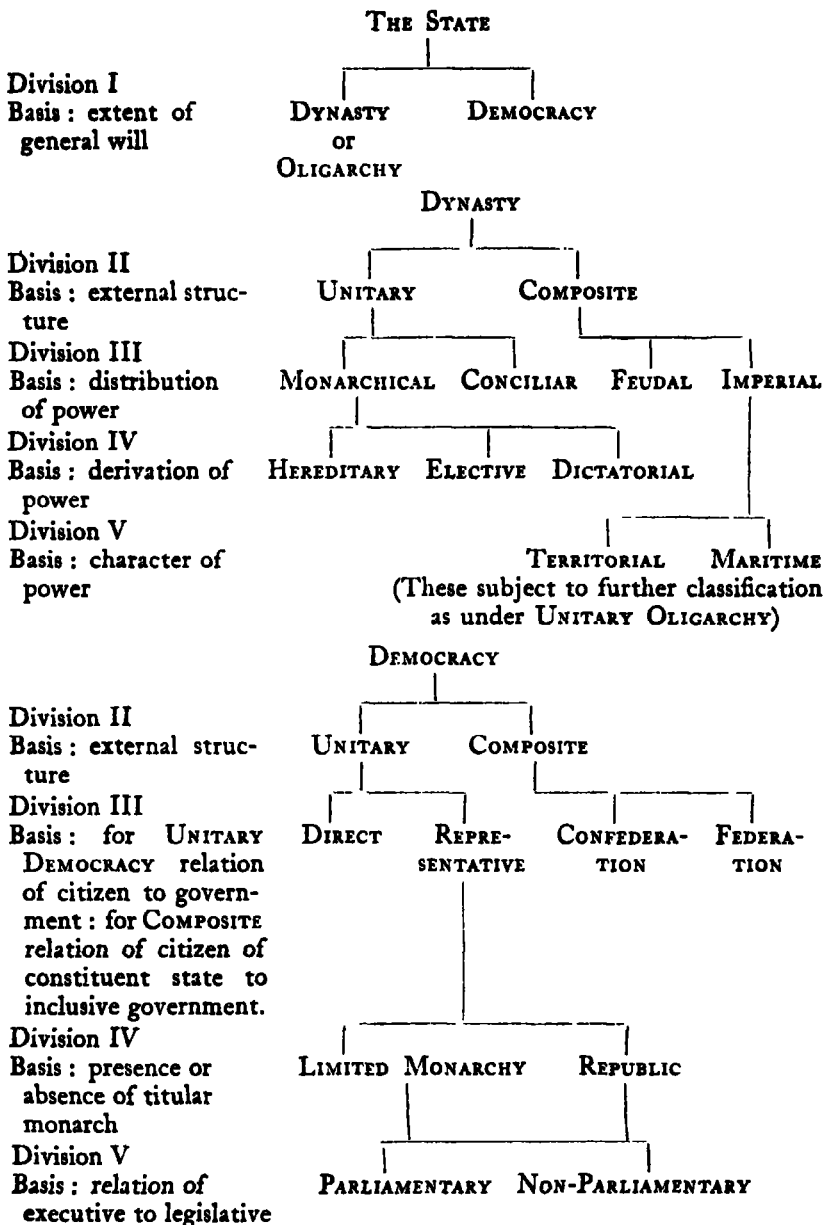 THE STATE
Division I
Basis : extent of
general will
DYNASTY
or
OLIGARCHY
DEMOCRACY
DYNASTY
Division II
Basis : external struc-
ture
UNITARY
COMPOSITE
Division III
Basis : distribution
of power
MONARCHICAL
CONCILIAR
FEUDAL
IMPERIAL
Division IV
Basis : derivation of
power
HEREDITARY
ELECTIVE
DICTATORIAL
Division V
Basis : character of
power
TERRITORIAL
MARITIME
(These subject to further classification
as under UNITARY OLIGARCHY)
DEMOCRACY
Division II
Basis : external struc-
ture
UNITARY
COMPOSITE
Division III
Basis : for UNITARY
DEMOCRACY relation
of citizen to govern-
ment : for COMPOSITE
relation of citizen of
constituent state to
inclusive government.
DIRECT
REPRE-
SENTATIVE
CONFEDERA-
TION
FEDERA-
TION
Division IV
Basis : presence or
absence of titular
monarch
LIMITED MONARCHY
REPUBLIC
Division V
Basis : relation of
executive to legislative
PARLIAMENTARY
NON-PARLIAMENTARY